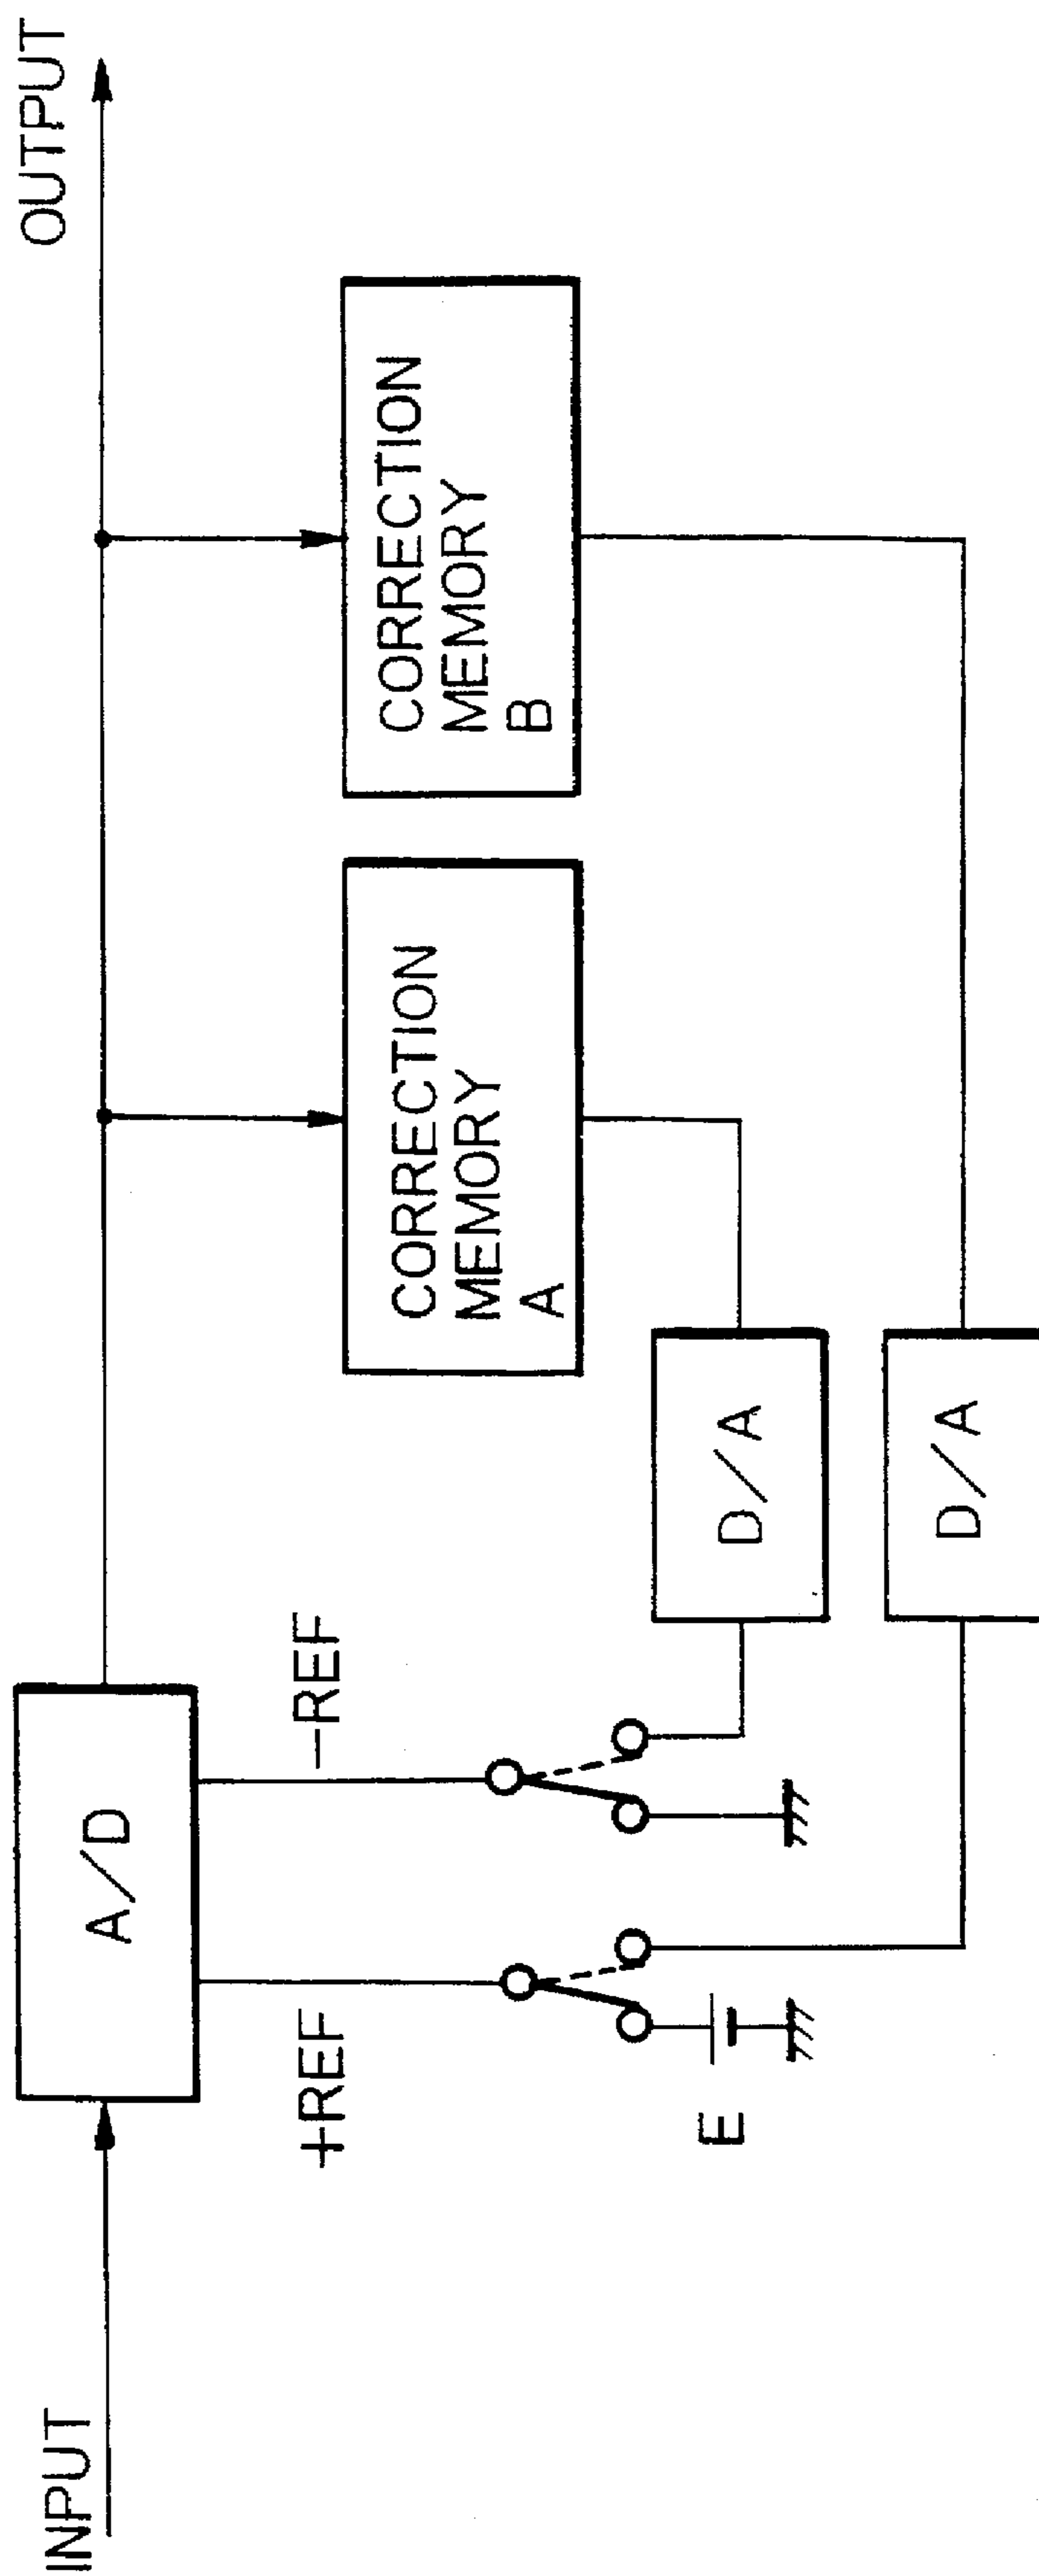 INPUT
A/D
OUTPUT
+REF
−REF
CORRECTION
MEMORY
A
CORRECTION
MEMORY
B
E
D/A
D/A